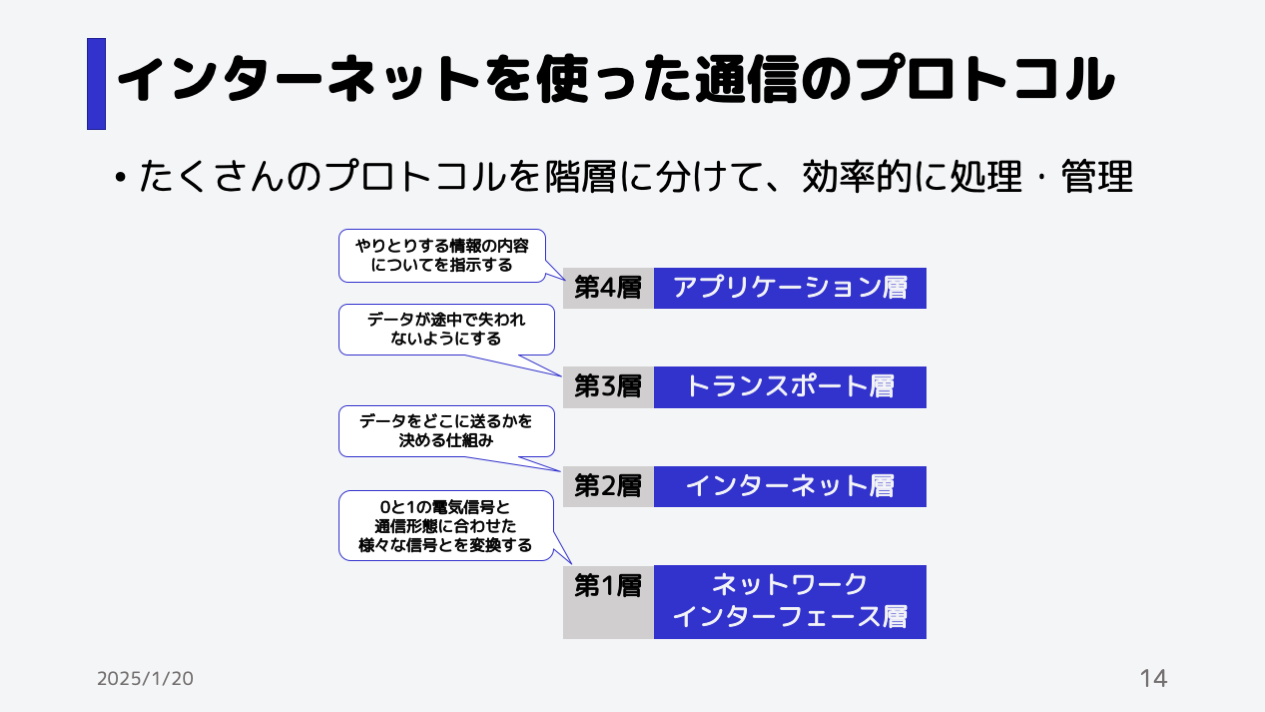 インターネットを使った通信のプロトコル
• たくさんのプロトコルを階層に分けて、効率的に処理・管理
やりとりする情報の内容
についてを指示する
第4層 アプリケーション層
データが途中で失われ
ないようにする
第3層 トランスポート層
データをどこに送るかを
決める仕組み
第2層 インターネット層
0と1の電気信号と
通信形態に合わせた
様々な信号とを変換する
第1層 ネットワーク
インターフェース層
2025/1/20
14